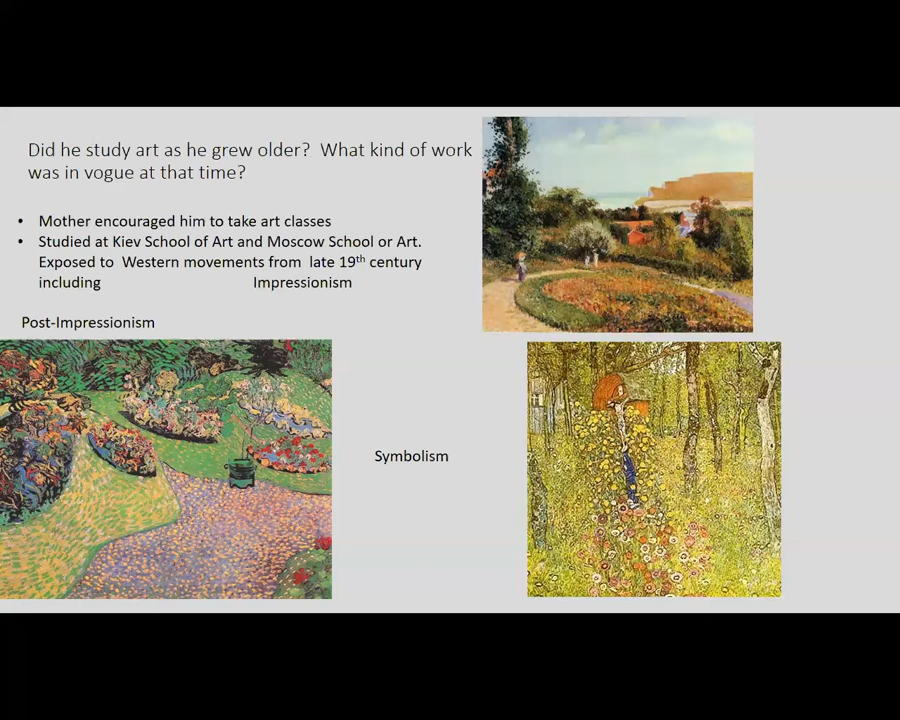 Did he study art as he grew older? What kind of work
was in vogue at that time?
• Mother encouraged him to take art classes
• Studied at Kiev School of Art and Moscow School or Art.
Exposed to Western movements from late 19th century
including Impressionism
Post-Impressionism
Symbolism